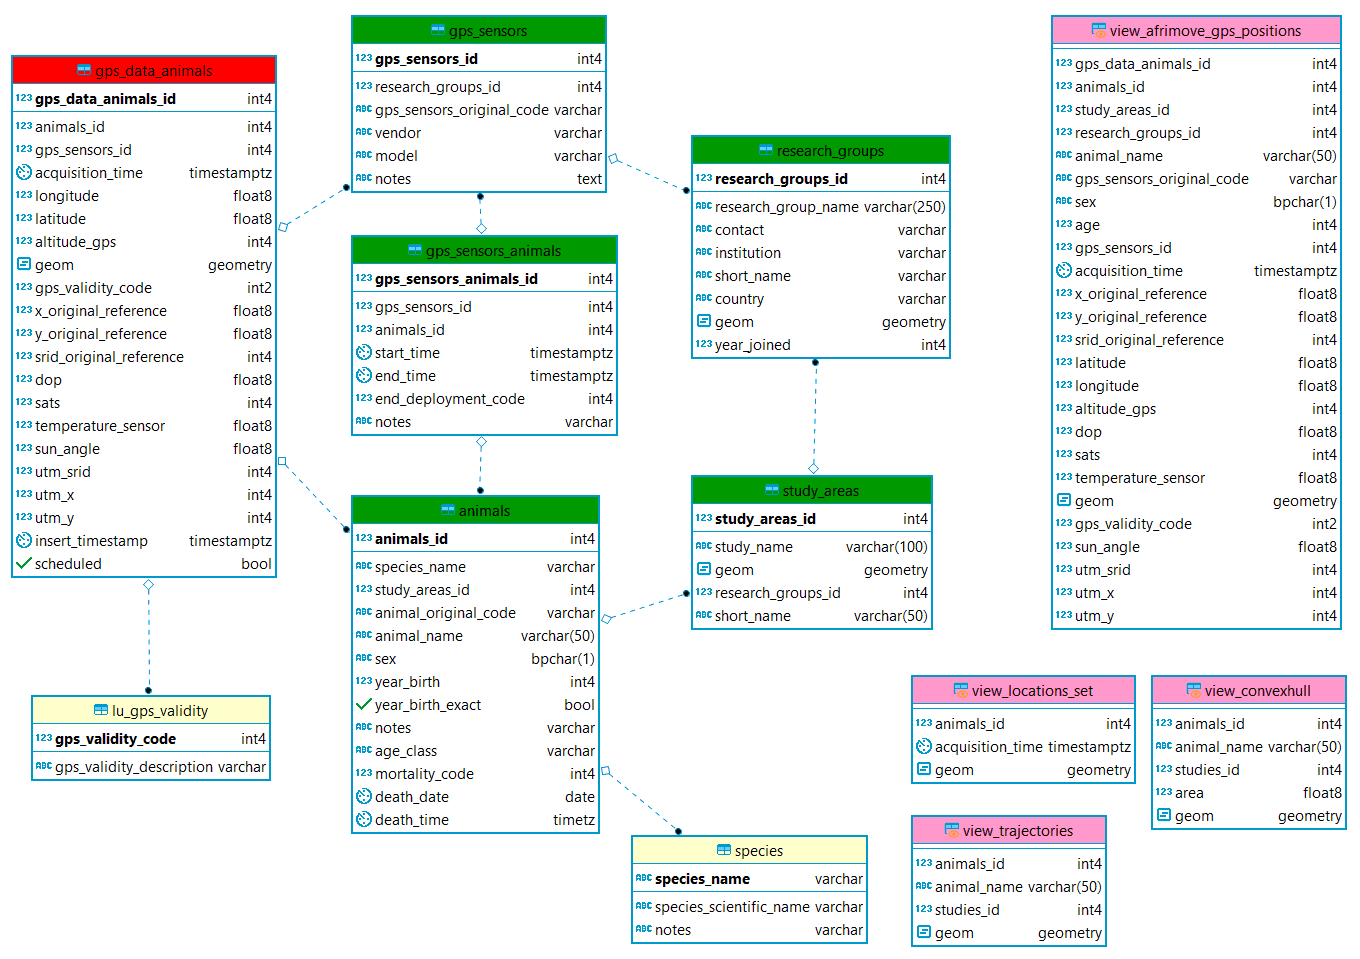 gps_data_animals
123 gps_data_animals_id int4
123 animals_id int4
123 gps_sensors_id int4
acquisition_time timestamptz
123 longitude float8
123 latitude float8
123 altitude_gps int4
geom geometry
123 gps_validity_code int2
123 x_original_reference float8
123 y_original_reference float8
123 srid_original_reference int4
123 dop float8
123 sats int4
123 temperature_sensor float8
123 sun_angle float8
123 utm_srid int4
123 utm_x int4
123 utm_y int4
insert_timestamp timestamptz
scheduled bool
lu_gps_validity
123 gps_validity_code int4
ABC gps_validity_description varchar
gps_sensors
123 gps_sensors_id int4
123 research_groups_id int4
ABC gps_sensors_original_code varchar
ABC vendor varchar
ABC model varchar
ABC notes text
gps_sensors_animals
123 gps_sensors_animals_id int4
123 gps_sensors_id int4
123 animals_id int4
start_time timestamptz
end_time timestamptz
123 end_deployment_code int4
ABC notes varchar
animals
123 animals_id int4
ABC species_name varchar
123 study_areas_id int4
ABC animal_original_code varchar
ABC animal_name varchar(50)
ABC sex bpchar(1)
123 year_birth int4
year_birth_exact bool
ABC notes varchar
ABC age_class varchar
123 mortality_code int4
death_date date
death_time timetz
research_groups
123 research_groups_id int4
ABC research_group_name varchar(250)
ABC contact varchar
ABC institution varchar
ABC short_name varchar
ABC country varchar
geom geometry
123 year_joined int4
study_areas
123 study_areas_id int4
ABC study_name varchar(100)
geom geometry
123 research_groups_id int4
ABC short_name varchar(50)
species
ABC species_name varchar
ABC species_scientific_name varchar
ABC notes varchar
view_afrimove_gps_positions
123 gps_data_animals_id int4
123 animals_id int4
123 study_areas_id int4
123 research_groups_id int4
ABC animal_name varchar(50)
ABC gps_sensors_original_code varchar
ABC sex bpchar(1)
123 age int4
123 gps_sensors_id int4
acquisition_time timestamptz
123 x_original_reference float8
123 y_original_reference float8
123 srid_original_reference int4
123 latitude float8
123 longitude float8
123 altitude_gps int4
123 dop float8
123 sats int4
123 temperature_sensor float8
geom geometry
123 gps_validity_code int2
123 sun_angle float8
123 utm_srid int4
123 utm_x int4
123 utm_y int4
view_locations_set
123 animals_id int4
acquisition_time timestamptz
geom geometry
view_convexhull
123 animals_id int4
ABC animal_name varchar(50)
123 studies_id int4
123 area float8
geom geometry
view_trajectories
123 animals_id int4
ABC animal_name varchar(50)
123 studies_id int4
geom geometry